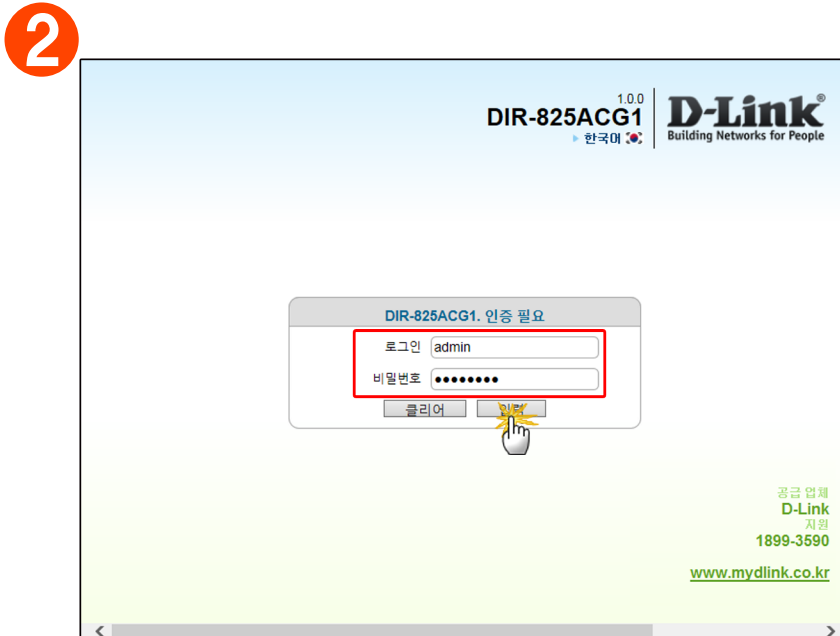 2
1.0.0
DIR-825ACG1
한국어
D-Link®
Building Networks for People
DIR-825ACG1. 인증 필요
로그인 admin
비밀번호 ●●●●●●●●
클리어
공급 업체
D-Link
지원
1899-3590
www.mydlink.co.kr